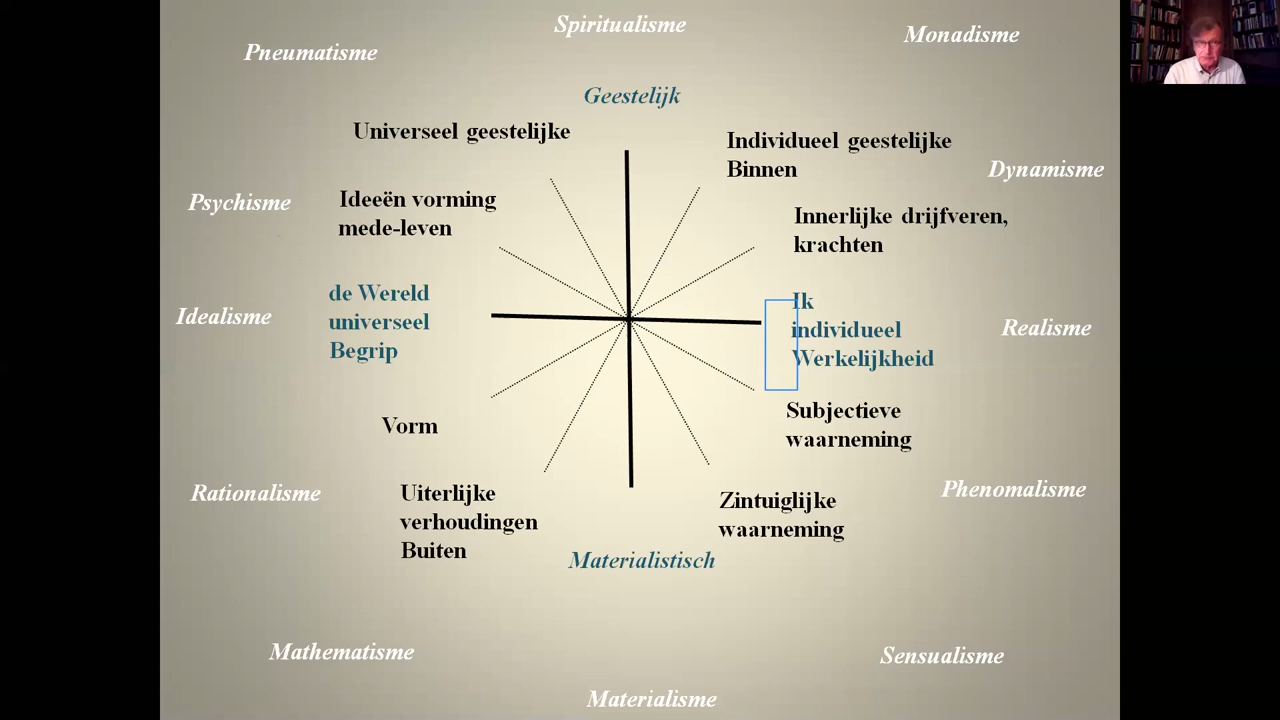 Spiritualisme
Pneumatisme
Monadisme
Geestelijk
Universeel geestelijke
Individueel geestelijke
Binnen
Dynamisme
Psychisme
Ideeën vorming
mede-leven
Innerlijke drijfveren,
krachten
Idealisme
de Wereld
universeel
Begrip
Ik
individueel
Werkelijkheid
Realisme
Vorm
Subjectieve
waarneming
Rationalisme
Uiterlijke
verhoudingen
Buiten
Zintuiglijke
waarneming
Phenomalisme
Materialistisch
Mathematisme
Sensualisme
Materialisme